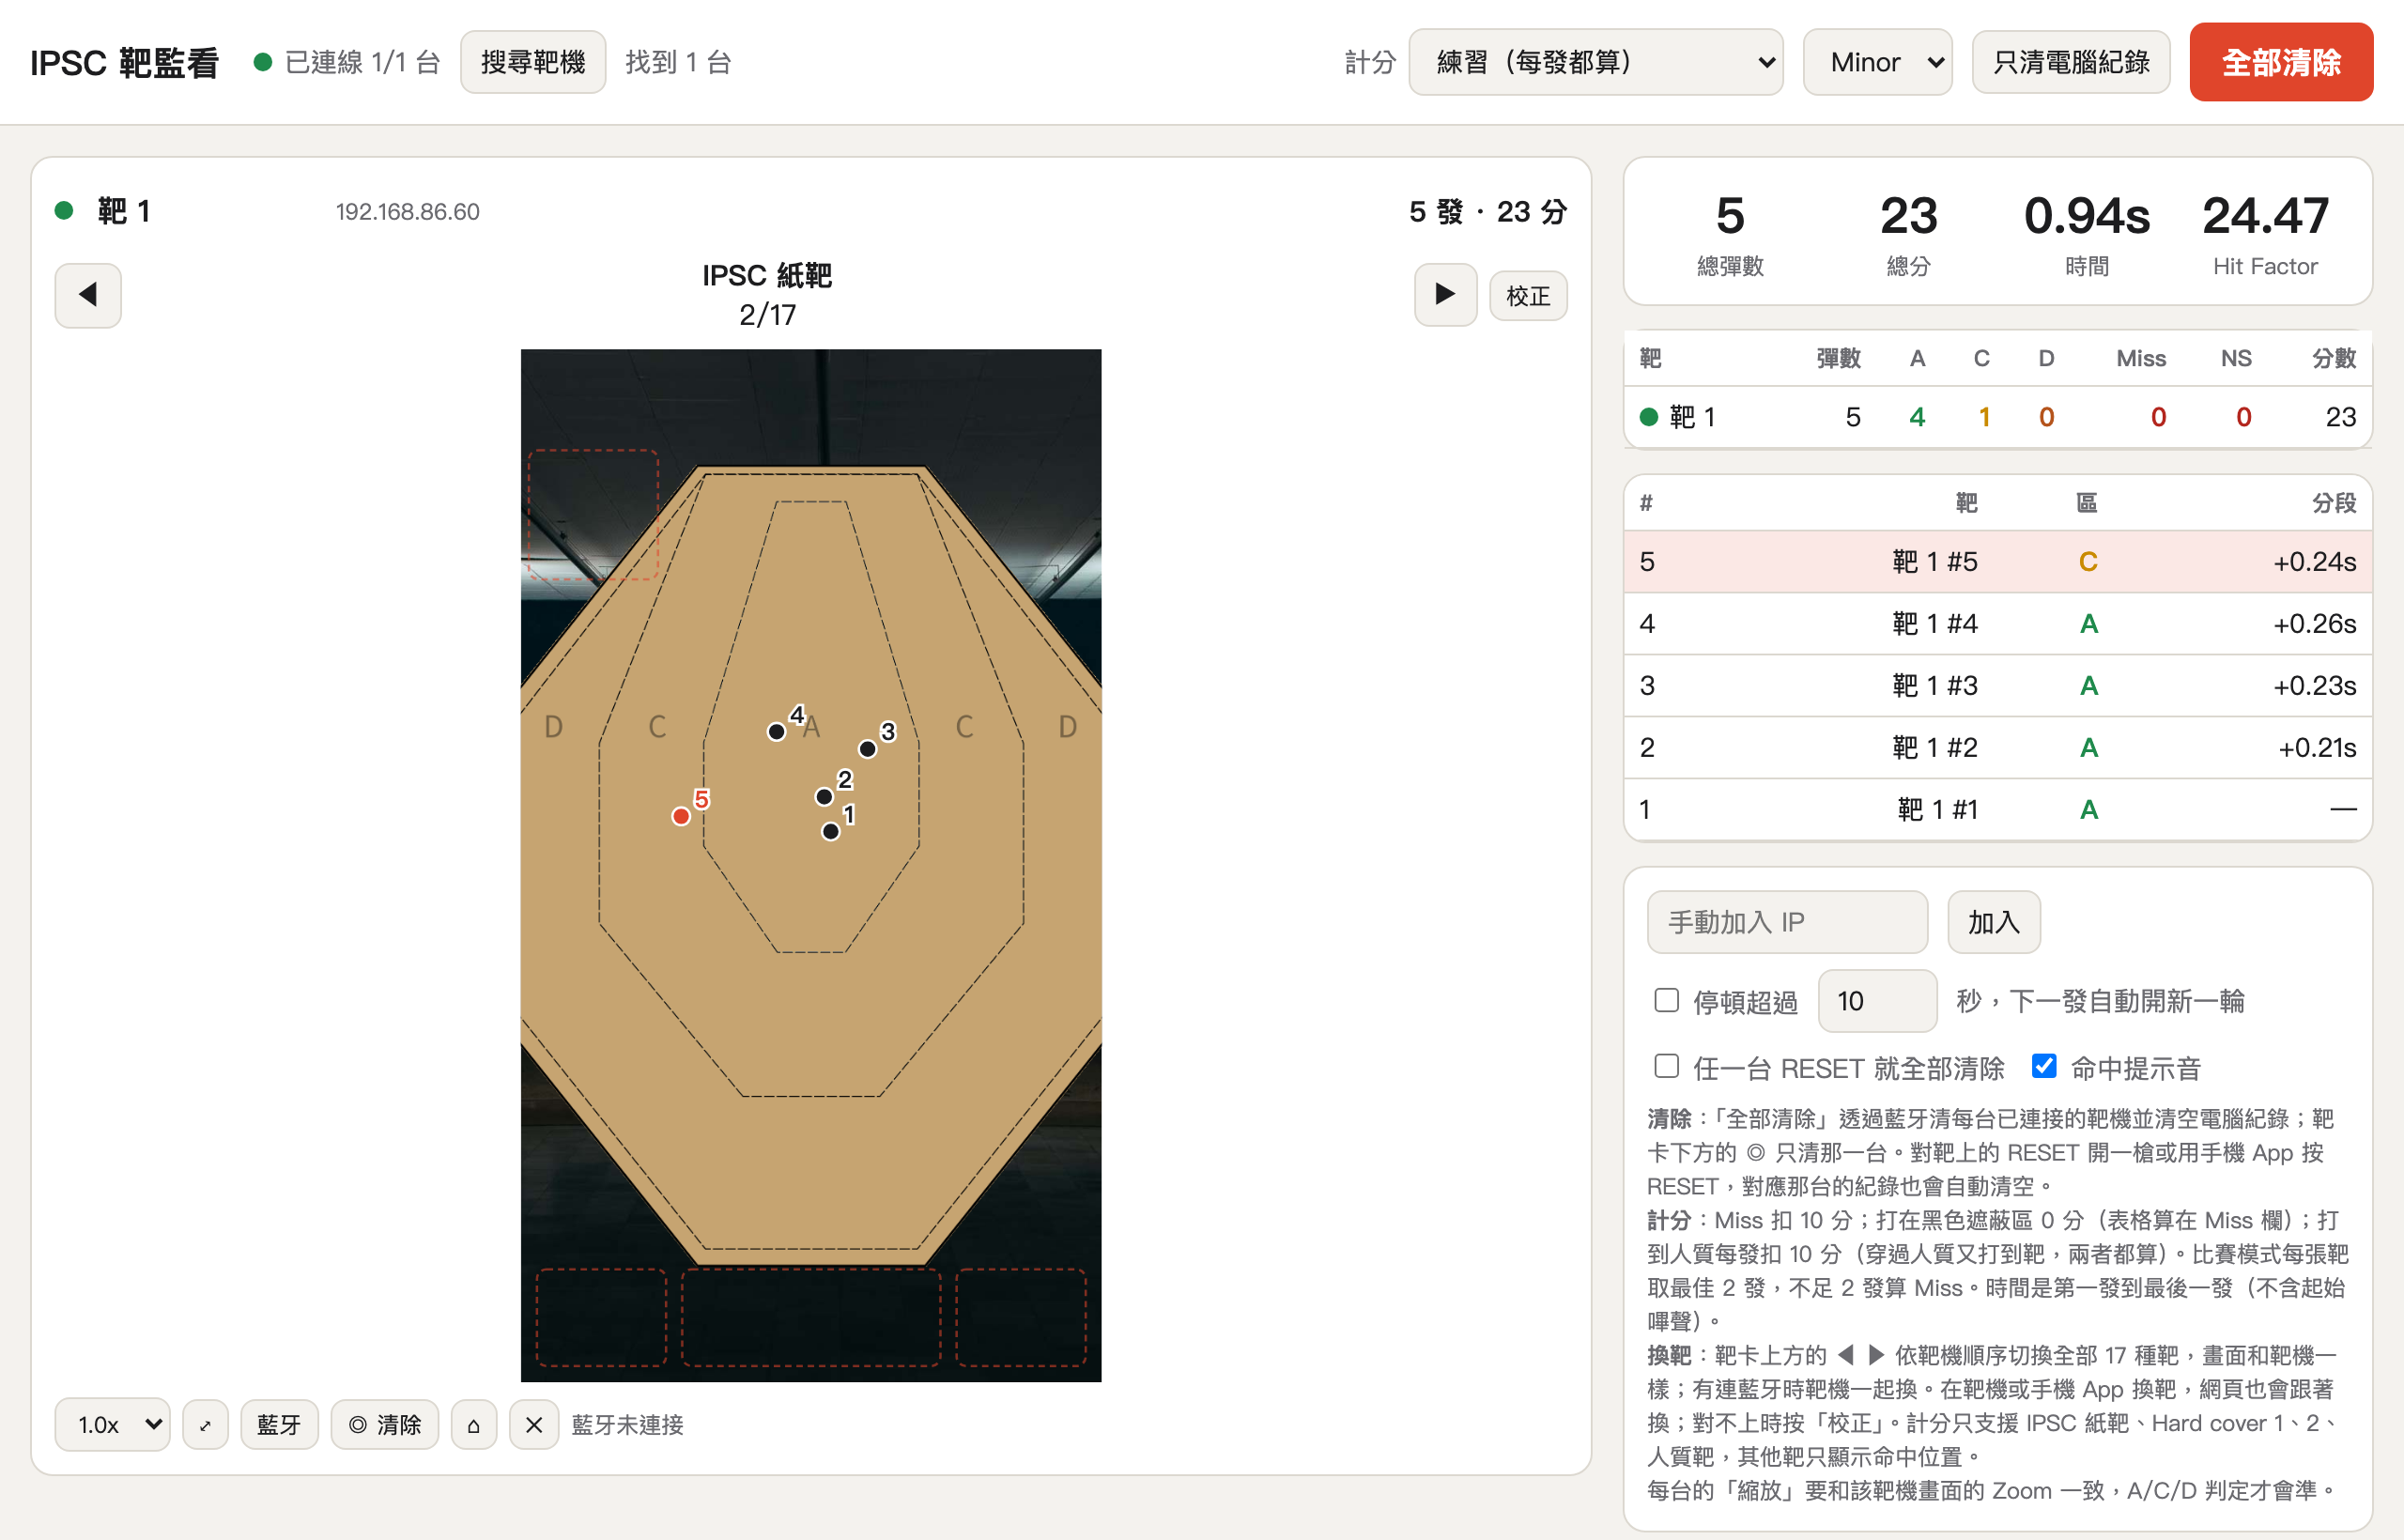 IPSC 靶監看
已連線 1/1 台
搜尋靶機
找到 1 台
計分
練習（每發都算）
Minor
只清電腦紀錄
全部清除
靶 1
192.168.86.60
5 發 · 23 分
◀
IPSC 紙靶
2/17
▶
校正
D C A C D
4
3
2
1
5
1.0x
⤢
藍牙
◎ 清除
⌂
✕
藍牙未連接
5 23 0.94s 24.47
總彈數 總分 時間 Hit Factor
靶 彈數 A C D Miss NS 分數
靶 1 5 4 1 0 0 0 23
# 靶 區 分段
5 靶 1 #5 C +0.24s
4 靶 1 #4 A +0.26s
3 靶 1 #3 A +0.23s
2 靶 1 #2 A +0.21s
1 靶 1 #1 A —
手動加入 IP 加入
停頓超過 10 秒，下一發自動開新一輪
任一台 RESET 就全部清除 命中提示音
清除：「全部清除」透過藍牙清每台已連接的靶機並清空電腦紀錄；靶
卡下方的 ◎ 只清那一台。對靶上的 RESET 開一槍或用手機 App 按
RESET，對應那台的紀錄也會自動清空。
計分：Miss 扣 10 分；打在黑色遮蔽區 0 分（表格算在 Miss 欄）；打
到人質每發扣 10 分（穿過人質又打到靶，兩者都算）。比賽模式每張靶
取最佳 2 發，不足 2 發算 Miss。時間是第一發到最後一發（不含起始
嗶聲）。
換靶：靶卡上方的 ◀ ▶ 依靶機順序切換全部 17 種靶，畫面和靶機一
樣；有連藍牙時靶機一起換。在靶機或手機 App 換靶，網頁也會跟著
換；對不上時按「校正」。計分只支援 IPSC 紙靶、Hard cover 1、2、
人質靶，其他靶只顯示命中位置。
每台的「縮放」要和該靶機畫面的 Zoom 一致，A/C/D 判定才會準。